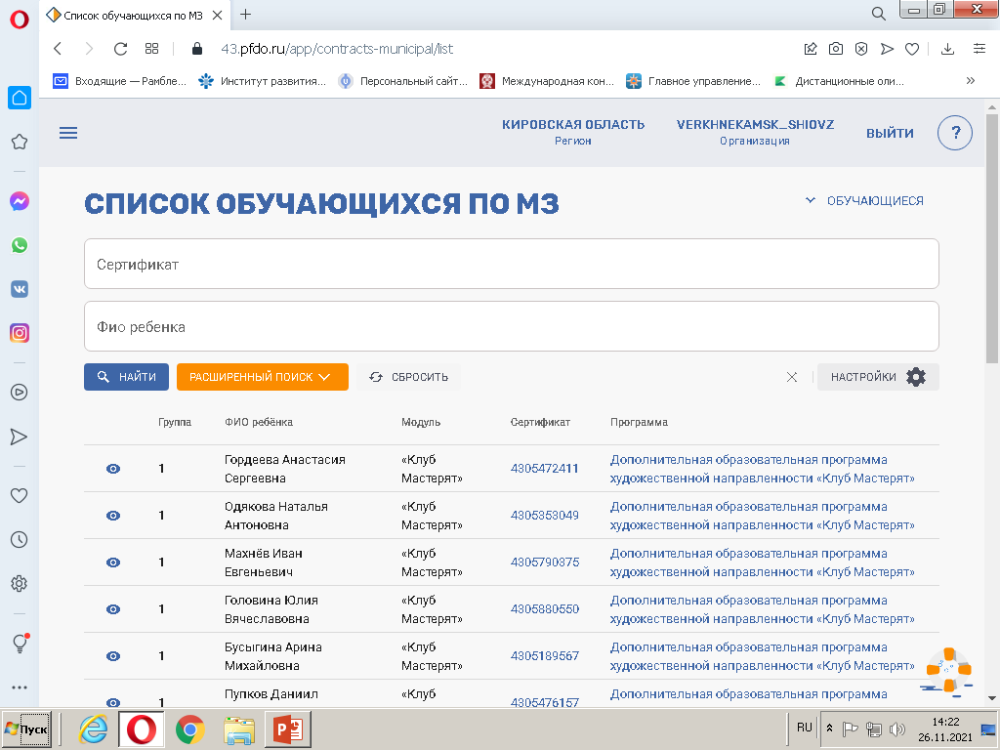 Список обучающихся по МЗ
43.pfdo.ru/app/contracts-municipal/list
Входящие — Рамбле...
Институт развития...
Персональный сайт...
Международная кон...
Главное управление...
Дистанционные оли...
КИРОВСКАЯ ОБЛАСТЬ
Регион
VERKHNEKAMSK_SHIOVZ
Организация
ВЫЙТИ
?
СПИСОК ОБУЧАЮЩИХСЯ ПО МЗ
ОБУЧАЮЩИЕСЯ
Сертификат
Фио ребенка
НАЙТИ
РАСШИРЕННЫЙ ПОИСК
СБРОСИТЬ
НАСТРОЙКИ
Группа ФИО ребёнка Модуль Сертификат Программа
1 Гордеева Анастасия «Клуб 4305472411 Дополнительная образовательная программа
Сергеевна Мастерят» художественной направленности «Клуб Мастерят»
1 Одякова Наталья «Клуб 4305353049 Дополнительная образовательная программа
Антоновна Мастерят» художественной направленности «Клуб Мастерят»
1 Махнёв Иван «Клуб 4305790375 Дополнительная образовательная программа
Евгеньевич Мастерят» художественной направленности «Клуб Мастерят»
1 Головина Юлия «Клуб 4305880550 Дополнительная образовательная программа
Вячеславовна Мастерят» художественной направленности «Клуб Мастерят»
1 Бусыгина Арина «Клуб 4305189567 Дополнительная образовательная программа
Михайловна Мастерят» художественной направленности «Клуб Мастерят»
1 Пупков Даниил «Клуб 4305476157 Дополнительная образовательная программа
Пуск
RU
14:22
26.11.2021